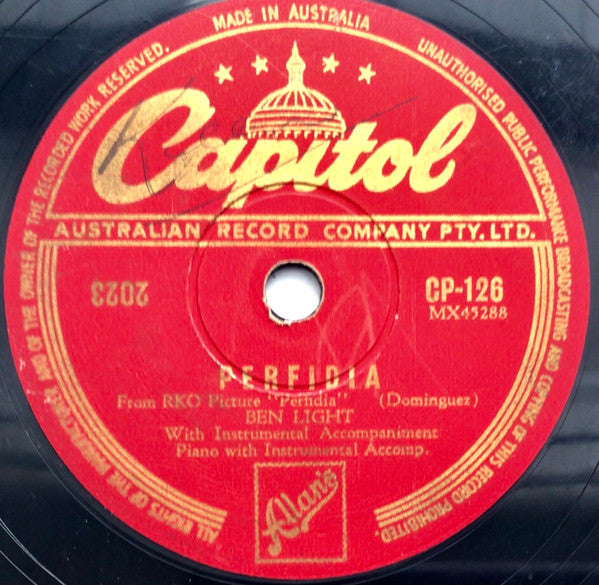 MADE IN AUSTRALIA
ALL RIGHTS OF THE MANUFACTURER AND OF THE OWNER OF THE RECORDED WORK RESERVED.
UNAUTHORISED PUBLIC PERFORMANCE BROADCASTING AND COPYING OF THIS RECORD PROHIBITED.
Capitol
AUSTRALIAN RECORD COMPANY PTY. LTD.
2023
CP-126
MX45288
PERFIDIA
From RKO Picture "Perfidia" (Dominguez)
BEN LIGHT
With Instrumental Accompaniment
Piano with Instrumental Accomp.
Allan's